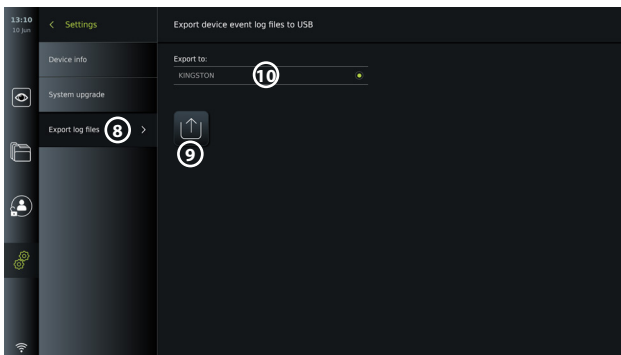 13:10
10 Jun
Settings
Export device event log files to USB
Device info
System upgrade
Export log files
8
Export to:
KINGSTON
10
9